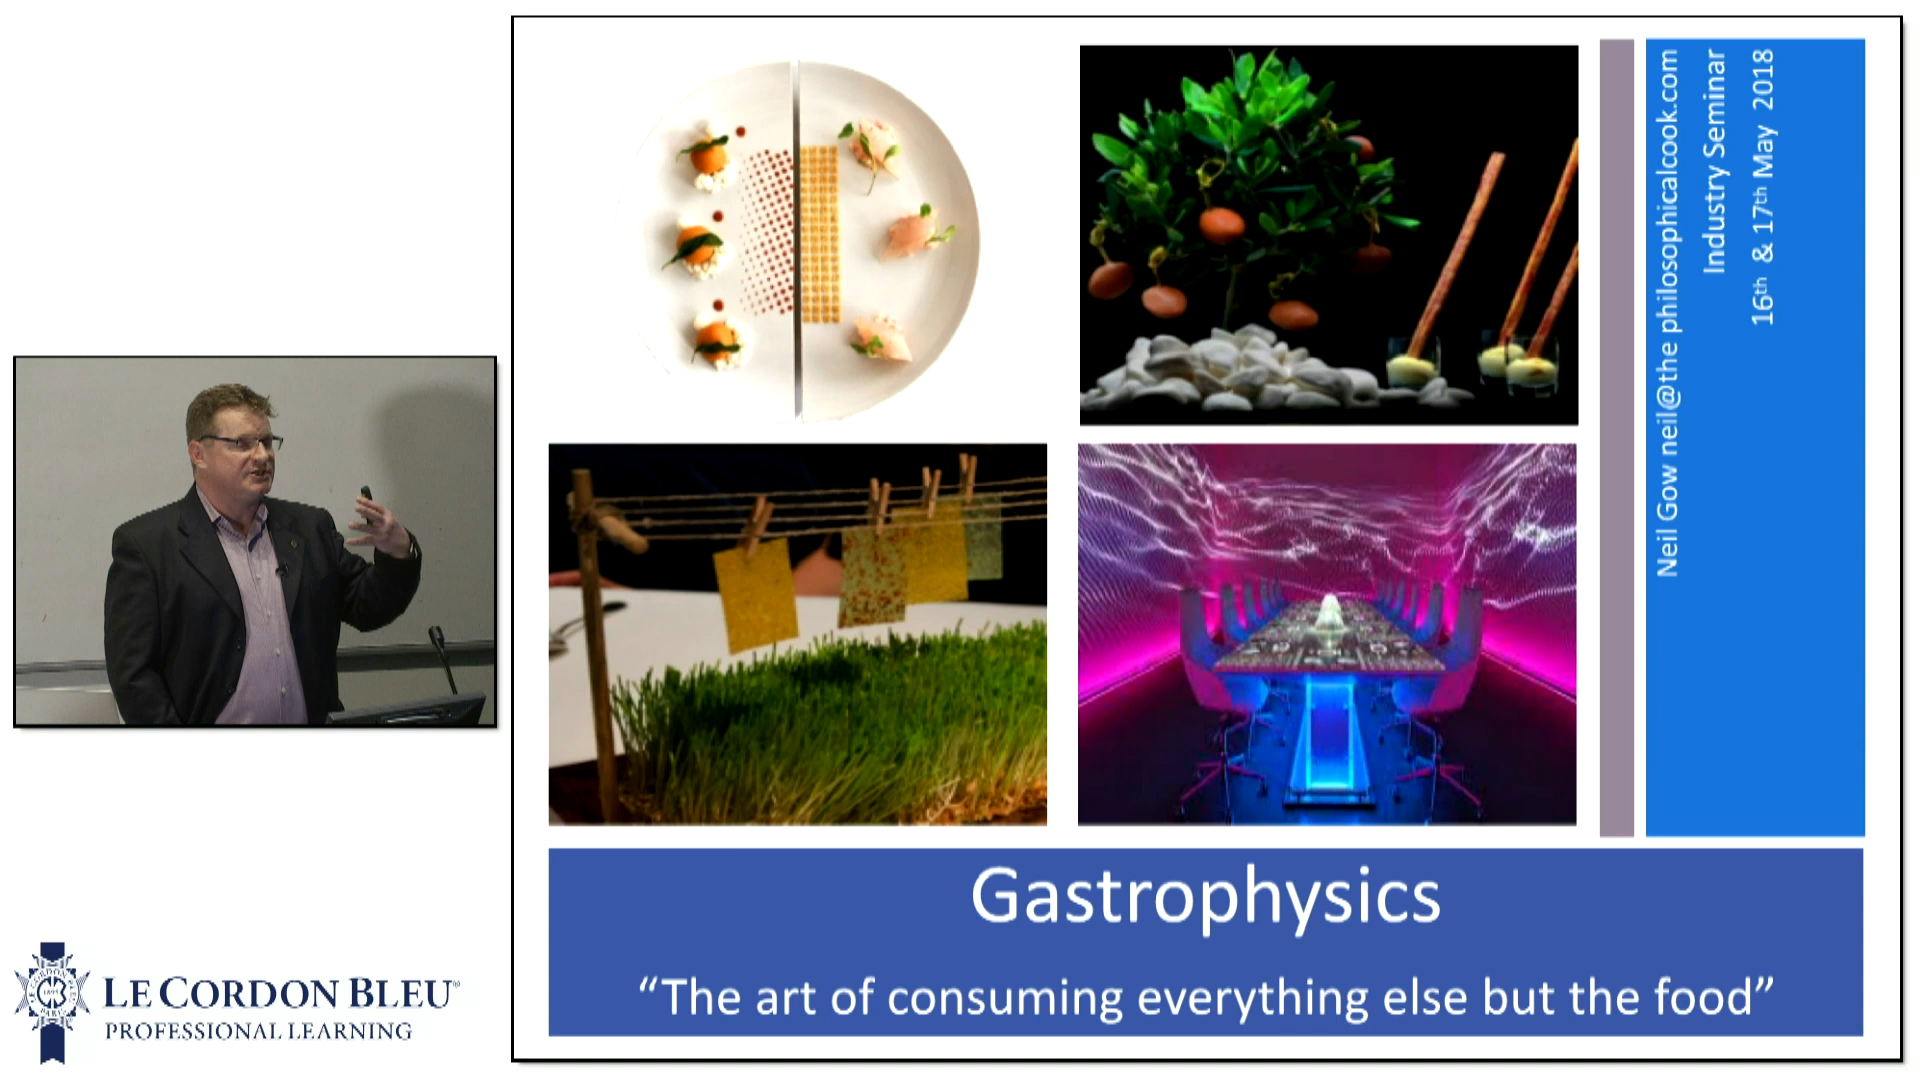 Neil Gow neil@the philosophicalcook.com
Industry Seminar
16th & 17th May 2018
Gastrophysics
“The art of consuming everything else but the food”
LE CORDON BLEU®
PROFESSIONAL LEARNING